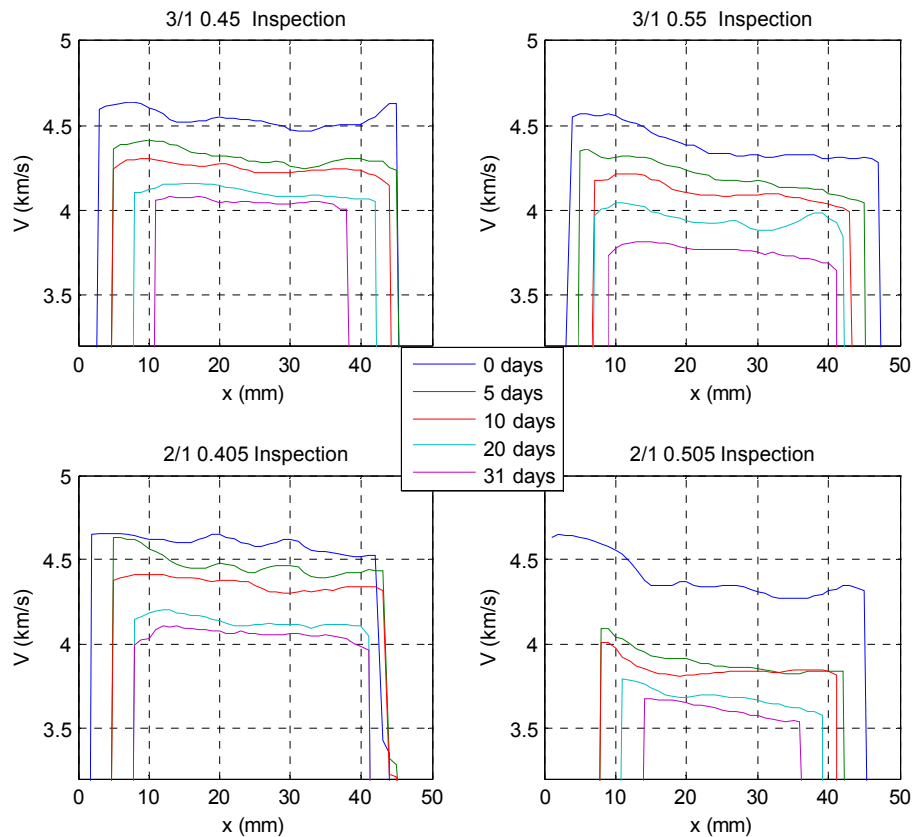 3/1 0.45 Inspection
3/1 0.55 Inspection
5
4.5
4
3.5
V (km/s)
0 10 20 30 40 50
x (mm)
5
4.5
4
3.5
V (km/s)
0 10 20 30 40 50
x (mm)
0 days
5 days
10 days
20 days
31 days
2/1 0.405 Inspection
2/1 0.505 Inspection
5
4.5
4
3.5
V (km/s)
0 10 20 30 40 50
x (mm)
5
4.5
4
3.5
V (km/s)
0 10 20 30 40 50
x (mm)